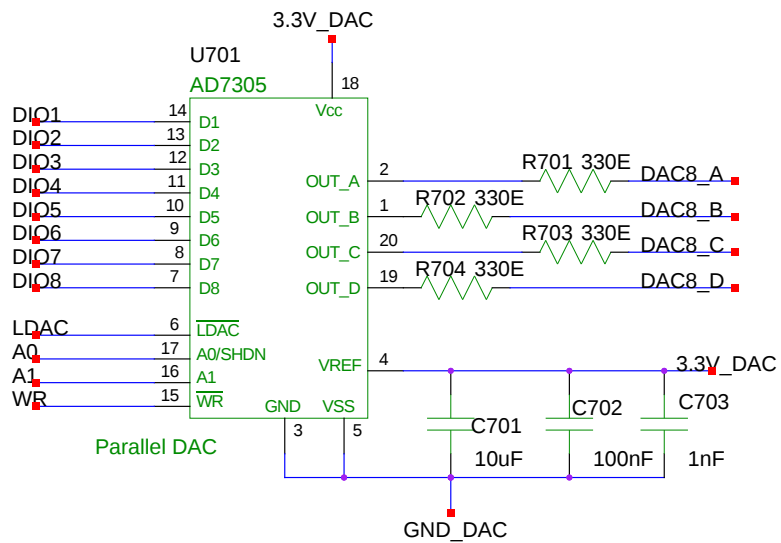 3.3V_DAC
U701
AD7305
18
Vcc
DIO1 14 D1
DIO2 13 D2
DIO3 12 D3
DIO4 11 D4
DIO5 10 D5
DIO6 9 D6
DIO7 8 D7
DIO8 7 D8
OUT_A 2 R701 330E DAC8_A
OUT_B 1 R702 330E DAC8_B
OUT_C 20 R703 330E DAC8_C
OUT_D 19 R704 330E DAC8_D
LDAC 6 LDAC
A0 17 A0/SHDN
A1 16 A1
WR 15 WR
VREF 4 3.3V_DAC
GND VSS
3 5
C701 C702 C703
10uF 100nF 1nF
Parallel DAC
GND_DAC